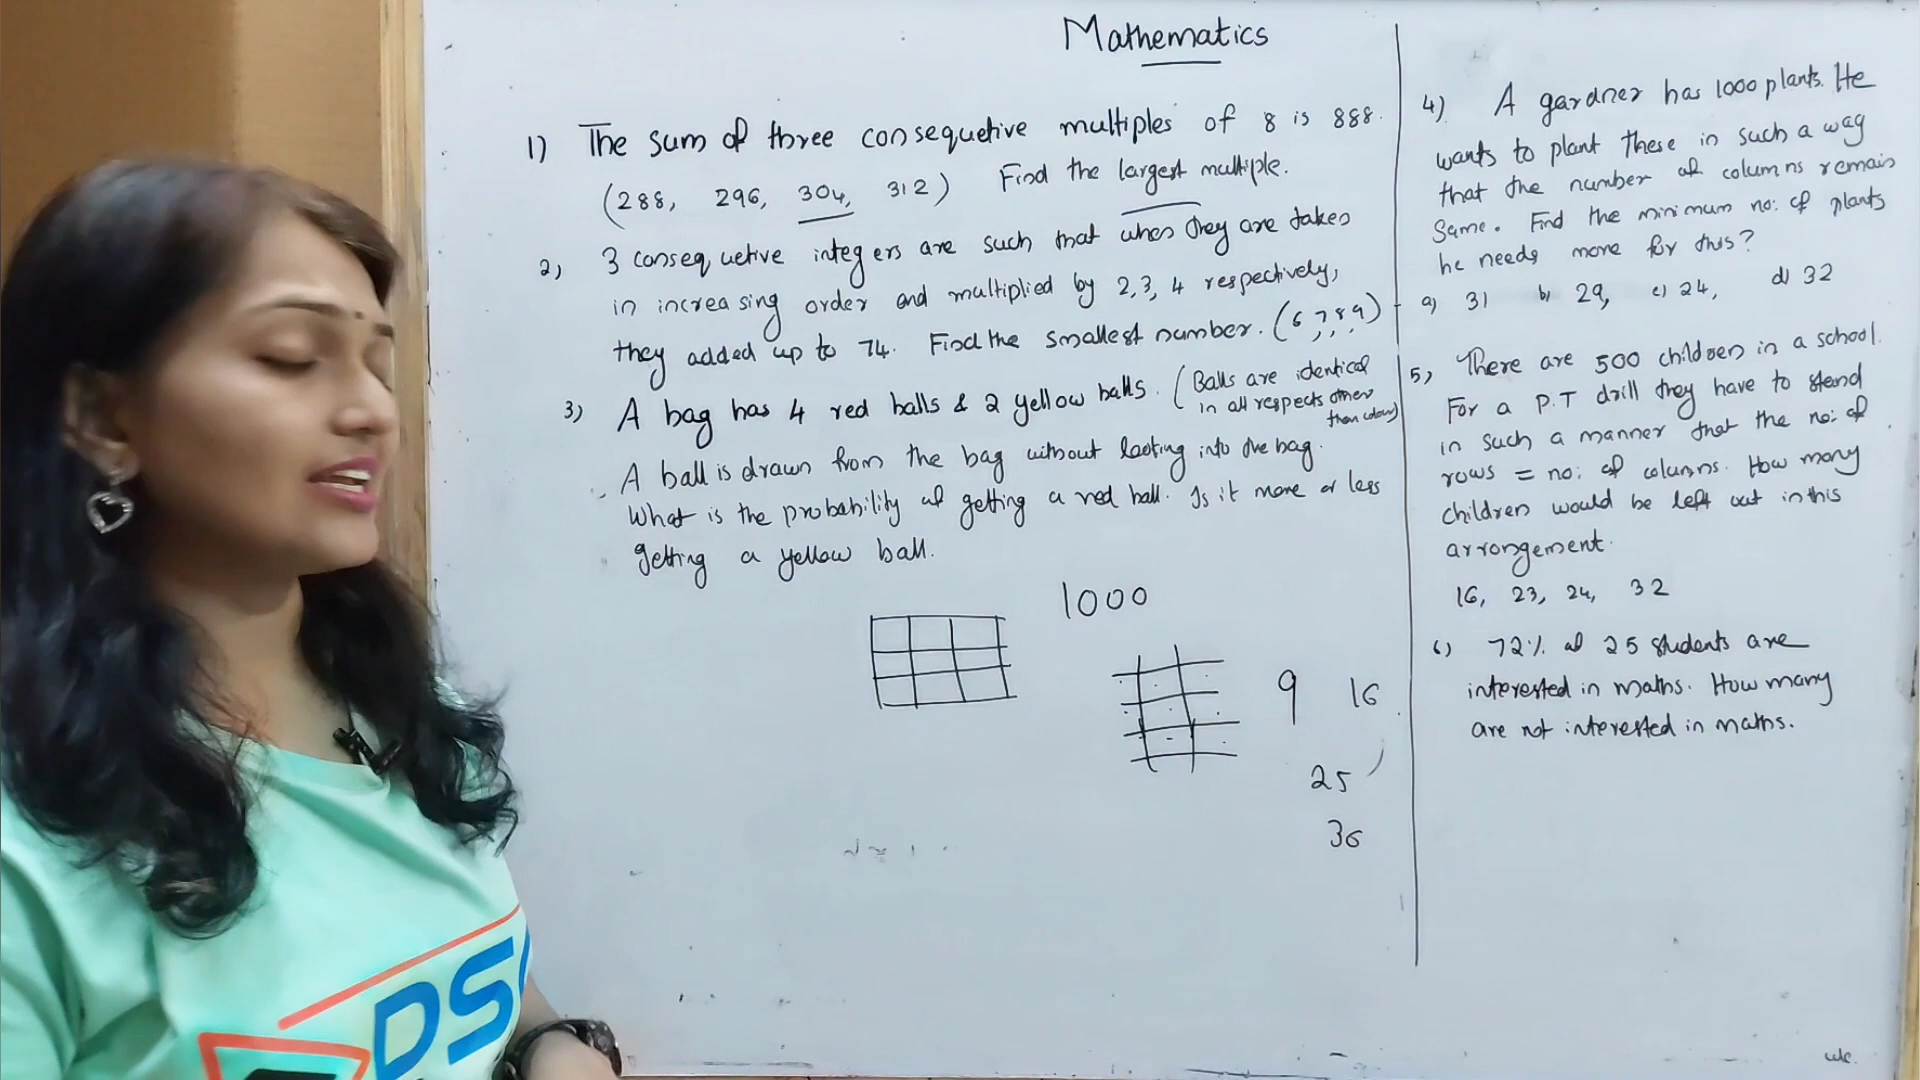 Mathematics
1) The sum of three consequetive multiples of 8 is 888.
(288, 296, 304, 312) Find the largest multiple.
2) 3 consequetive integers are such that when they are taken
in increasing order and multiplied by 2, 3, 4 respectively,
they added up to 74. Find the smallest number. (6, 7, 8, 9)
3) A bag has 4 red balls & 2 yellow balls. (Balls are identical
in all respects other
than colour)
A ball is drawn from the bag without looking into the bag.
What is the probability of getting a red ball. Is it more or less
getting a yellow ball.
1000
9 16
25
36
4) A gardner has 1000 plants. He
wants to plant these in such a way
that the number of columns remain
Same. Find the minimum no: of plants
he needs more for this?
a) 31 b) 29, c) 24, d) 32
5) There are 500 children in a school.
For a P.T drill they have to stand
in such a manner that the no: of
rows = no: of columns. How many
children would be left out in this
arrangement.
16, 23, 24, 32
6) 72% of 25 students are
interested in maths. How many
are not interested in maths.
DS